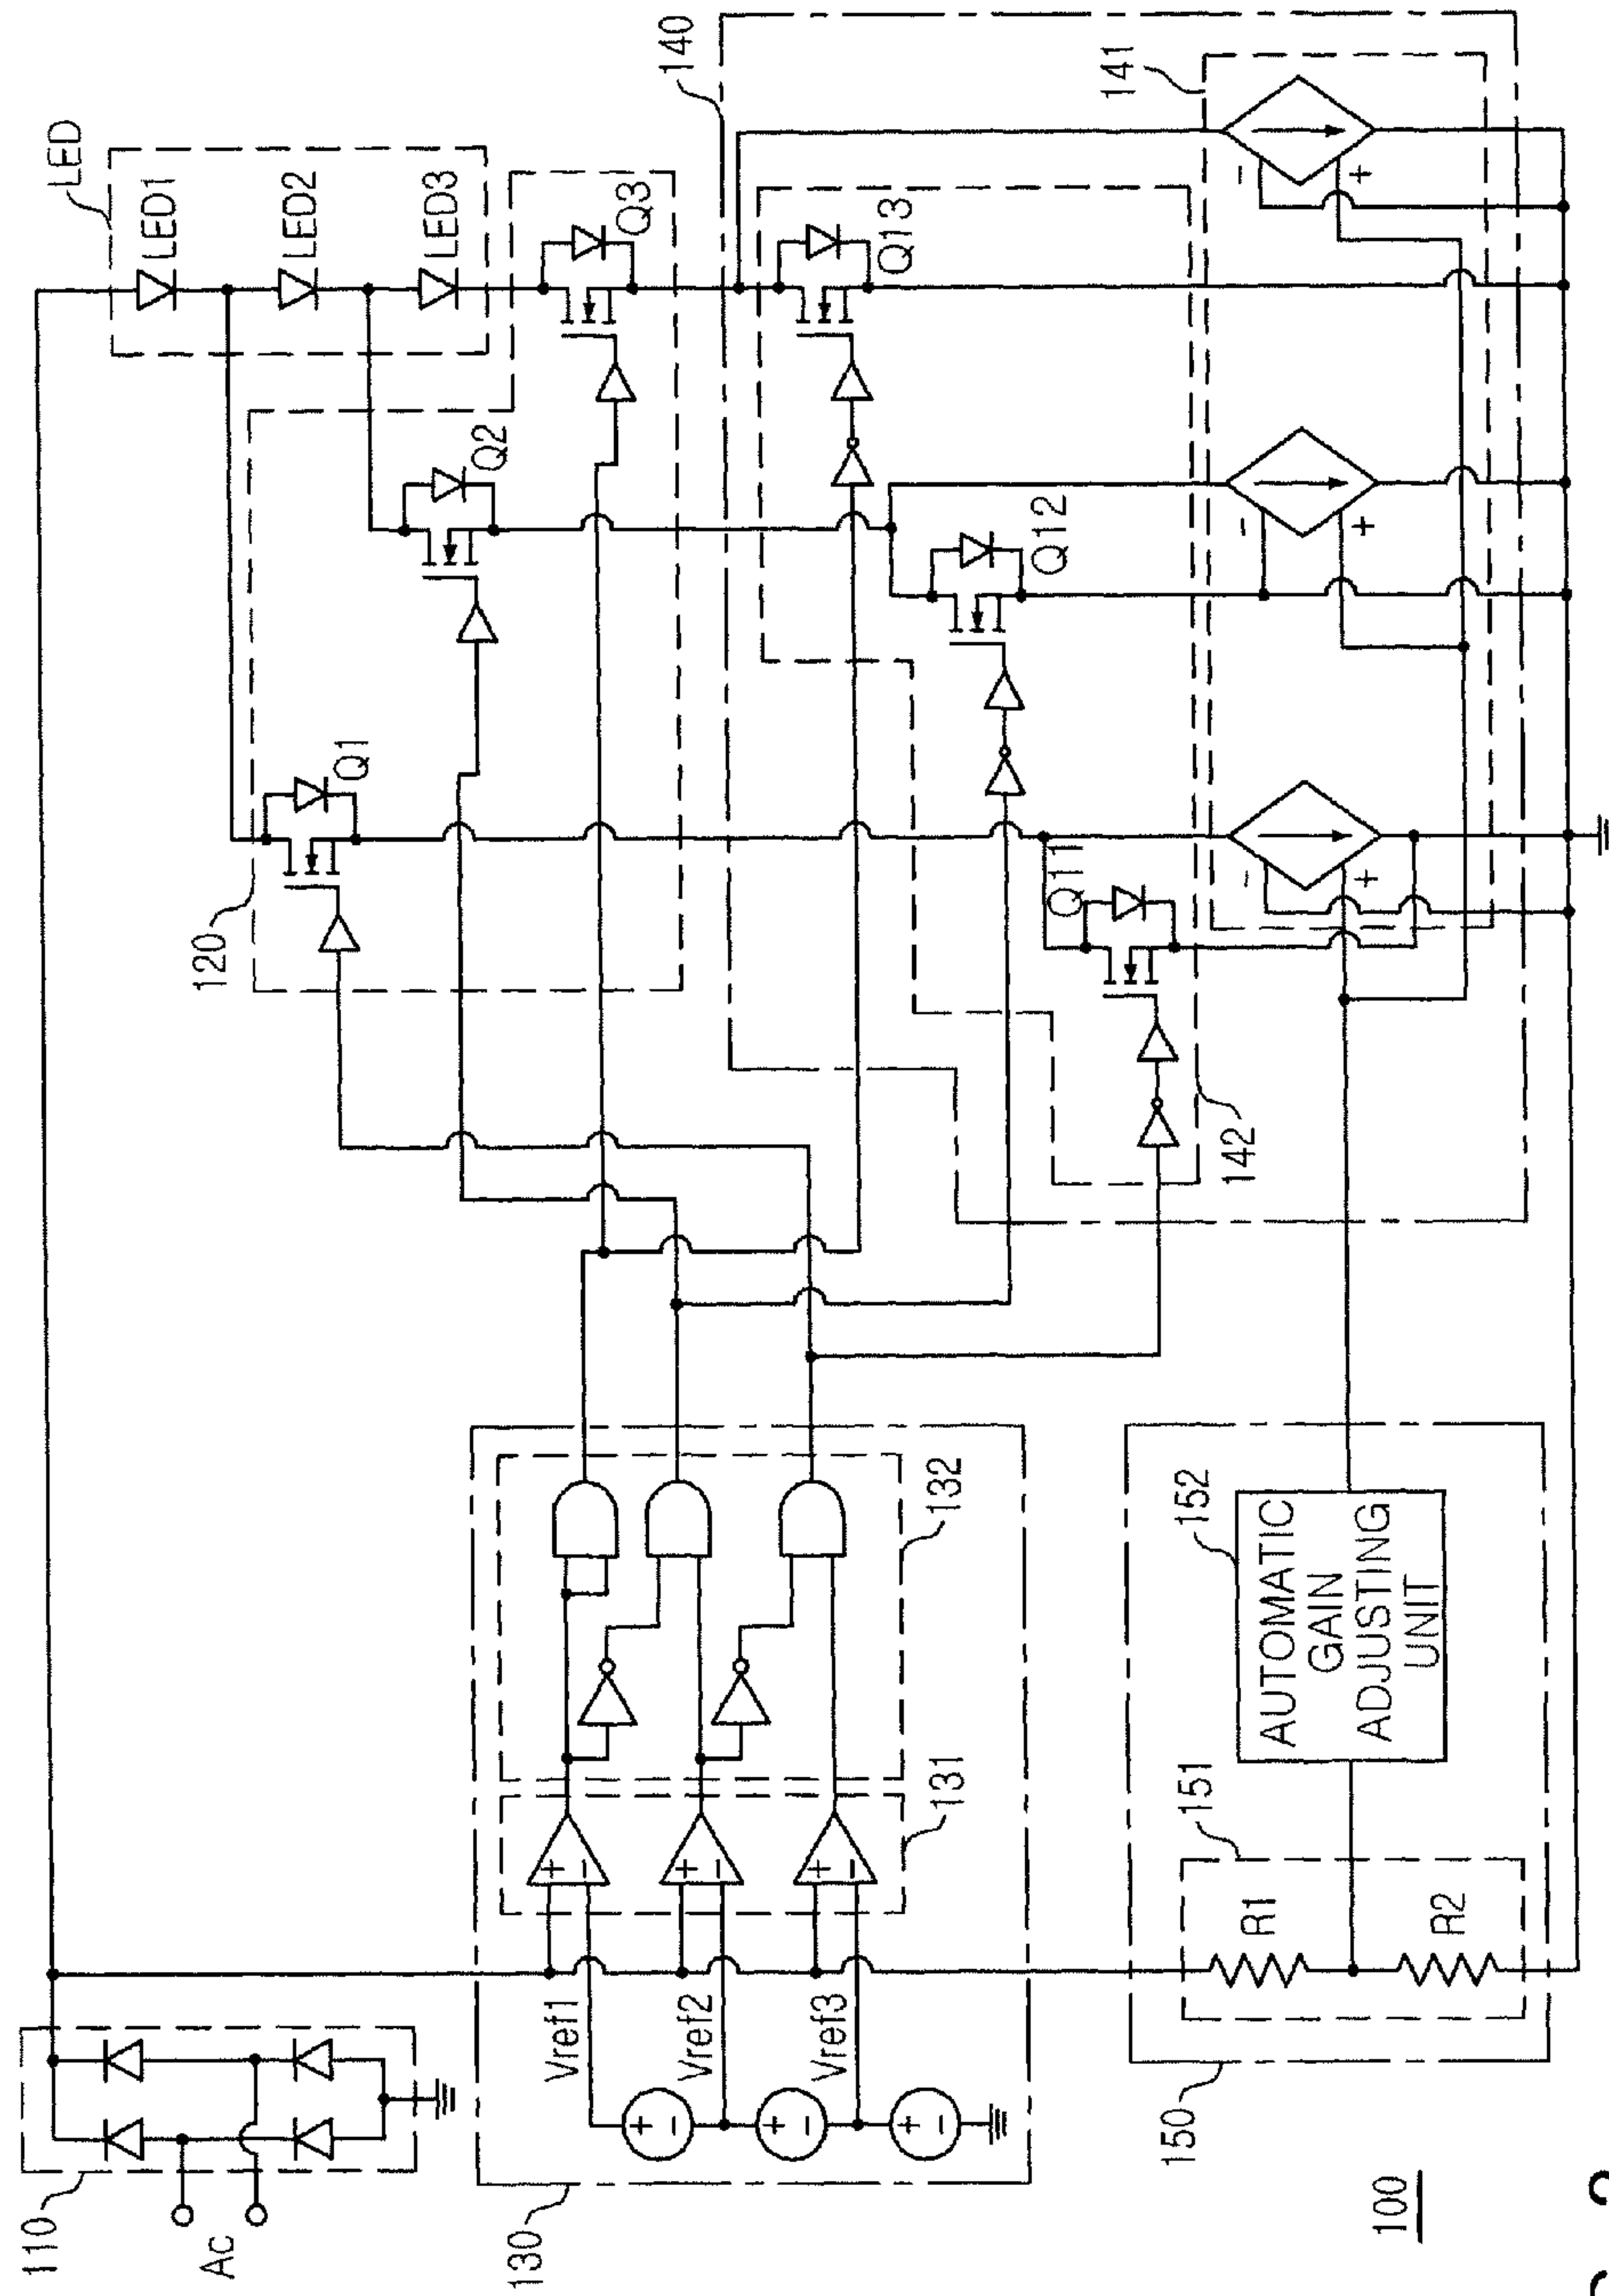 110
AC
130
Vref1
Vref2
Vref3
+
−
+
−
+
−
+
−
+
−
+
−
131
132
150
151
R1
R2
152
AUTOMATIC
GAIN
ADJUSTING
UNIT
100
120
Q1
Q2
Q3
LED
LED1
LED2
LED3
140
Q11
Q12
Q13
142
141
−
+
−
+
−
+